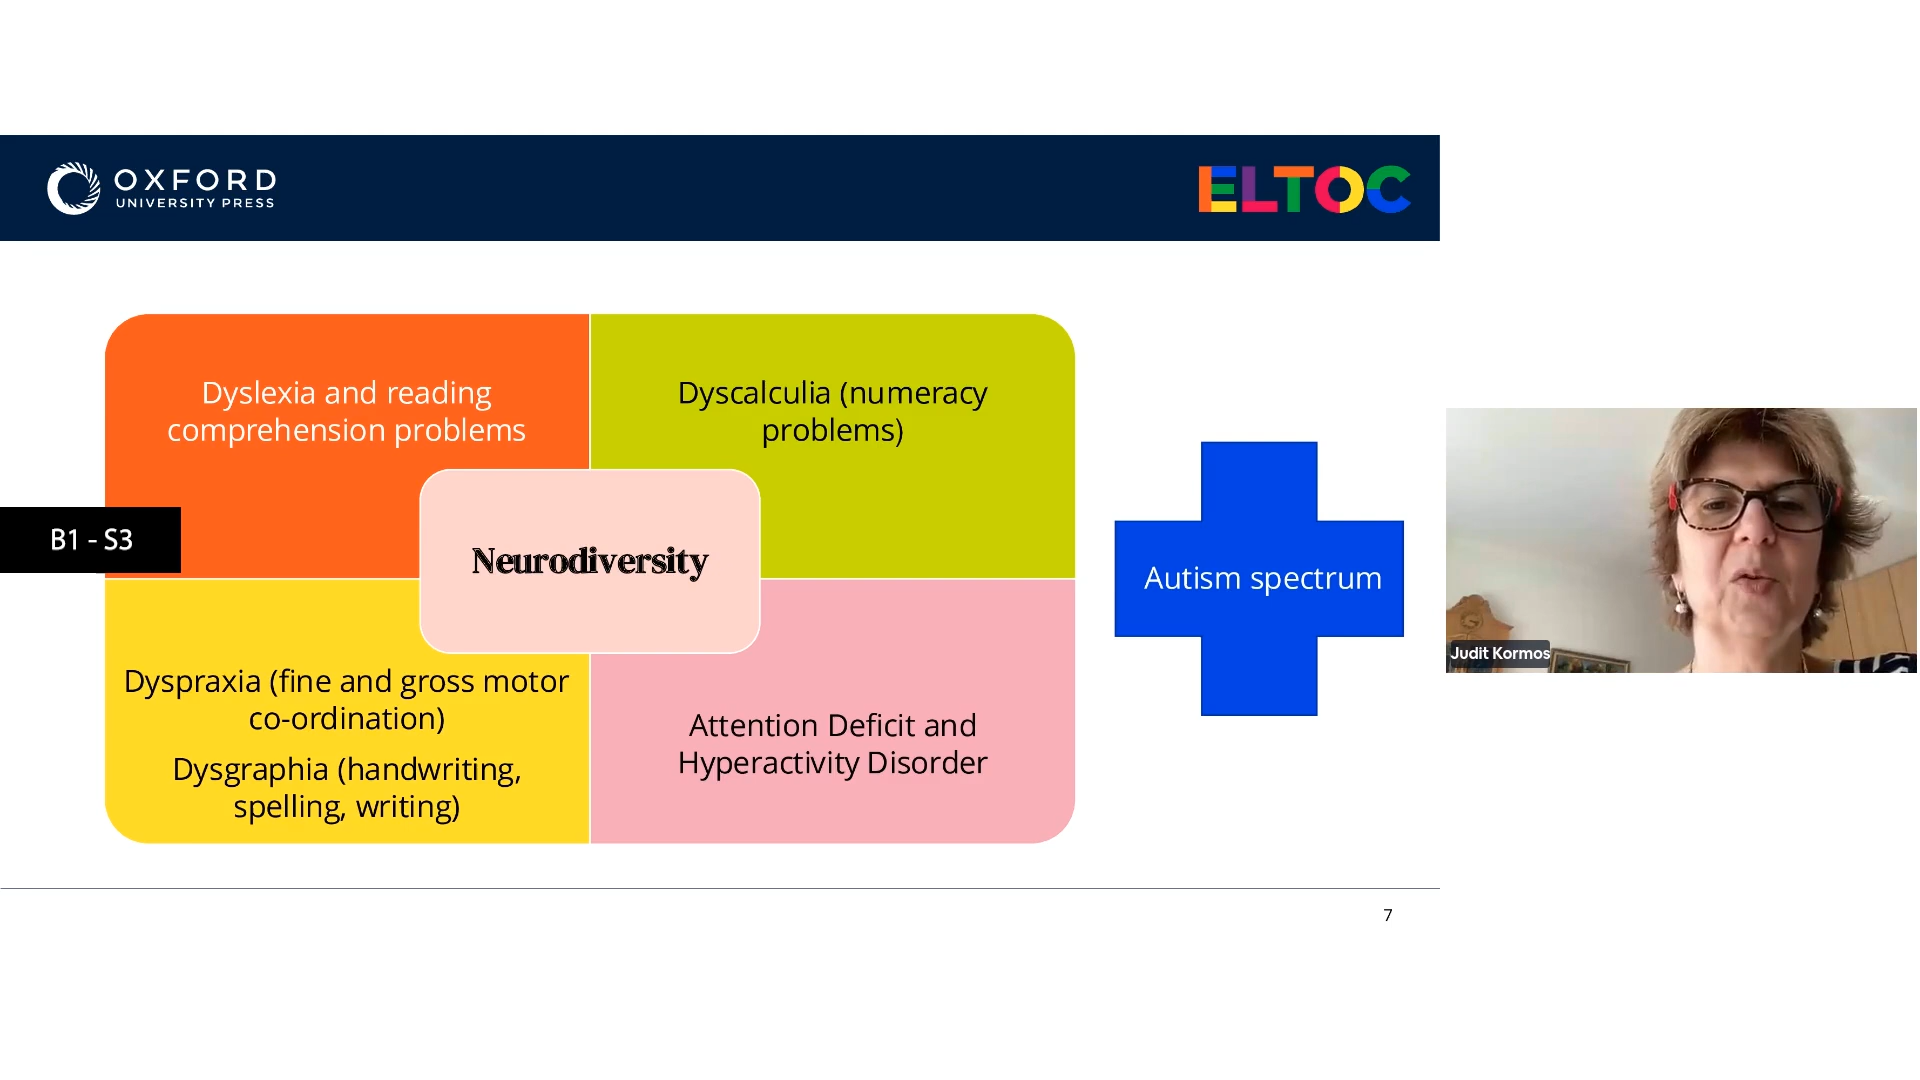 OXFORD
UNIVERSITY PRESS
ELTOC
Dyslexia and reading
comprehension problems
Dyscalculia (numeracy
problems)
B1 - S3
Neurodiversity
Autism spectrum
Judit Kormos
Dyspraxia (fine and gross motor
co-ordination)
Dysgraphia (handwriting,
spelling, writing)
Attention Deficit and
Hyperactivity Disorder
7